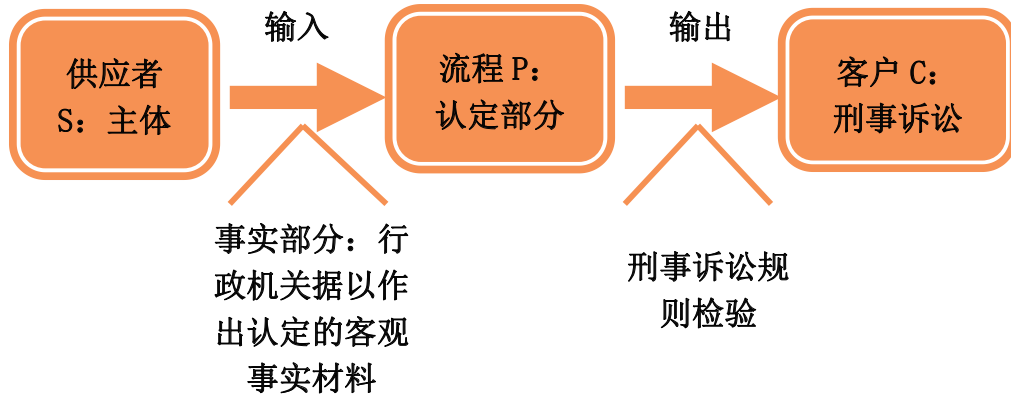 供应者
S：主体
输入
流程 P：
认定部分
输出
客户 C：
刑事诉讼
事实部分：行
政机关据以作
出认定的客观
事实材料
刑事诉讼规
则检验